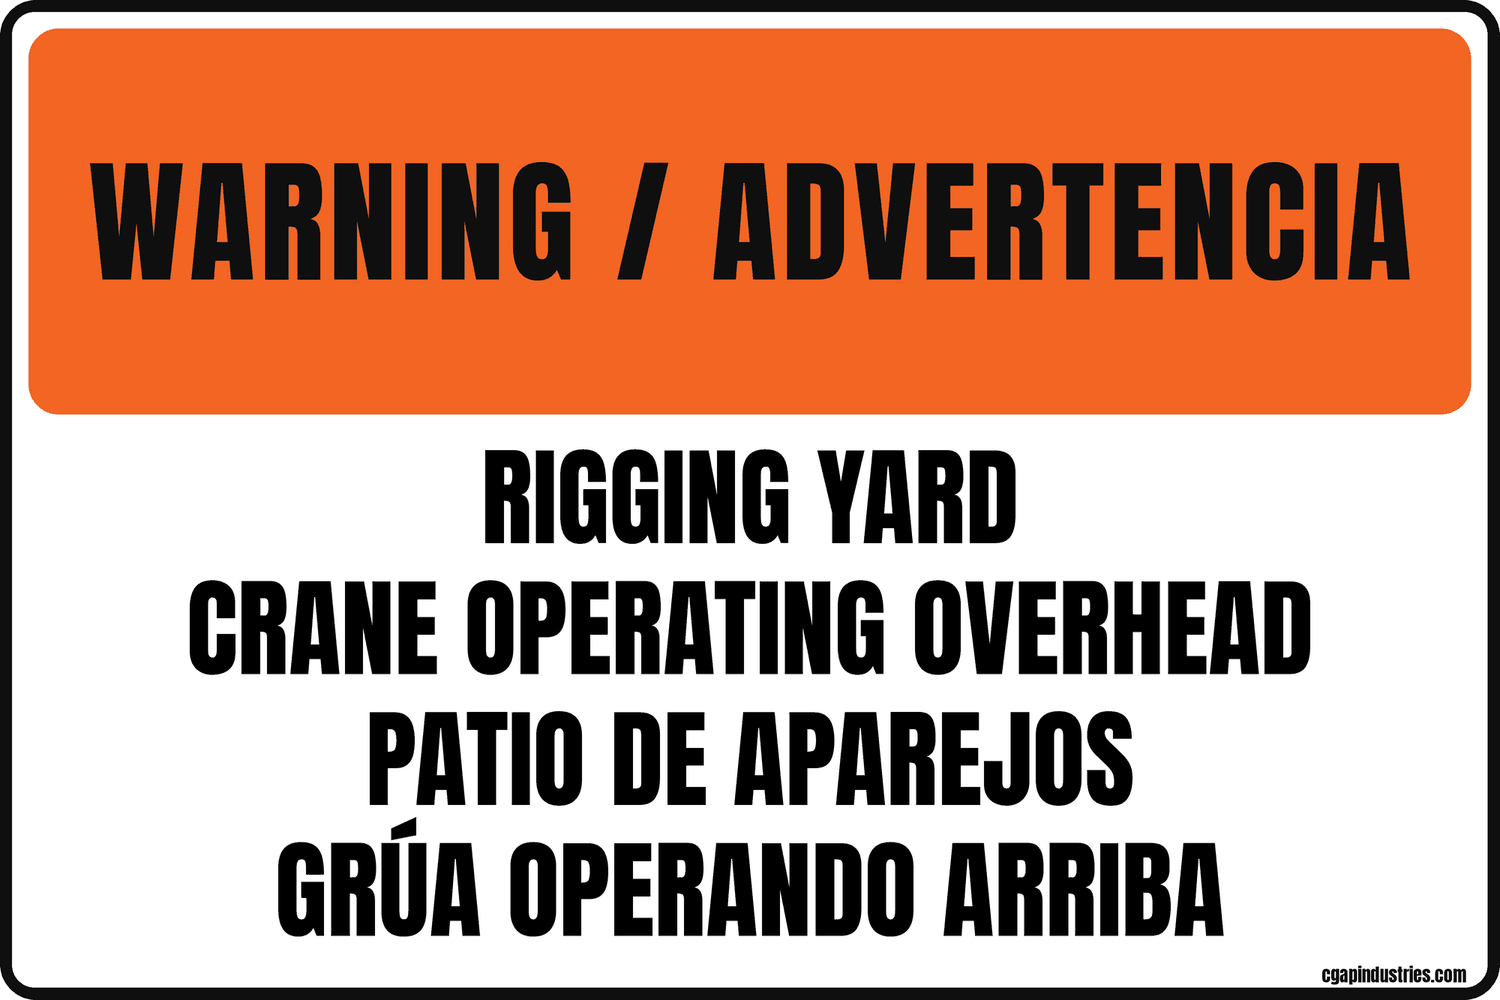 WARNING / ADVERTENCIA
RIGGING YARD
CRANE OPERATING OVERHEAD
PATIO DE APAREJOS
GRÚA OPERANDO ARRIBA
cgapindustries.com